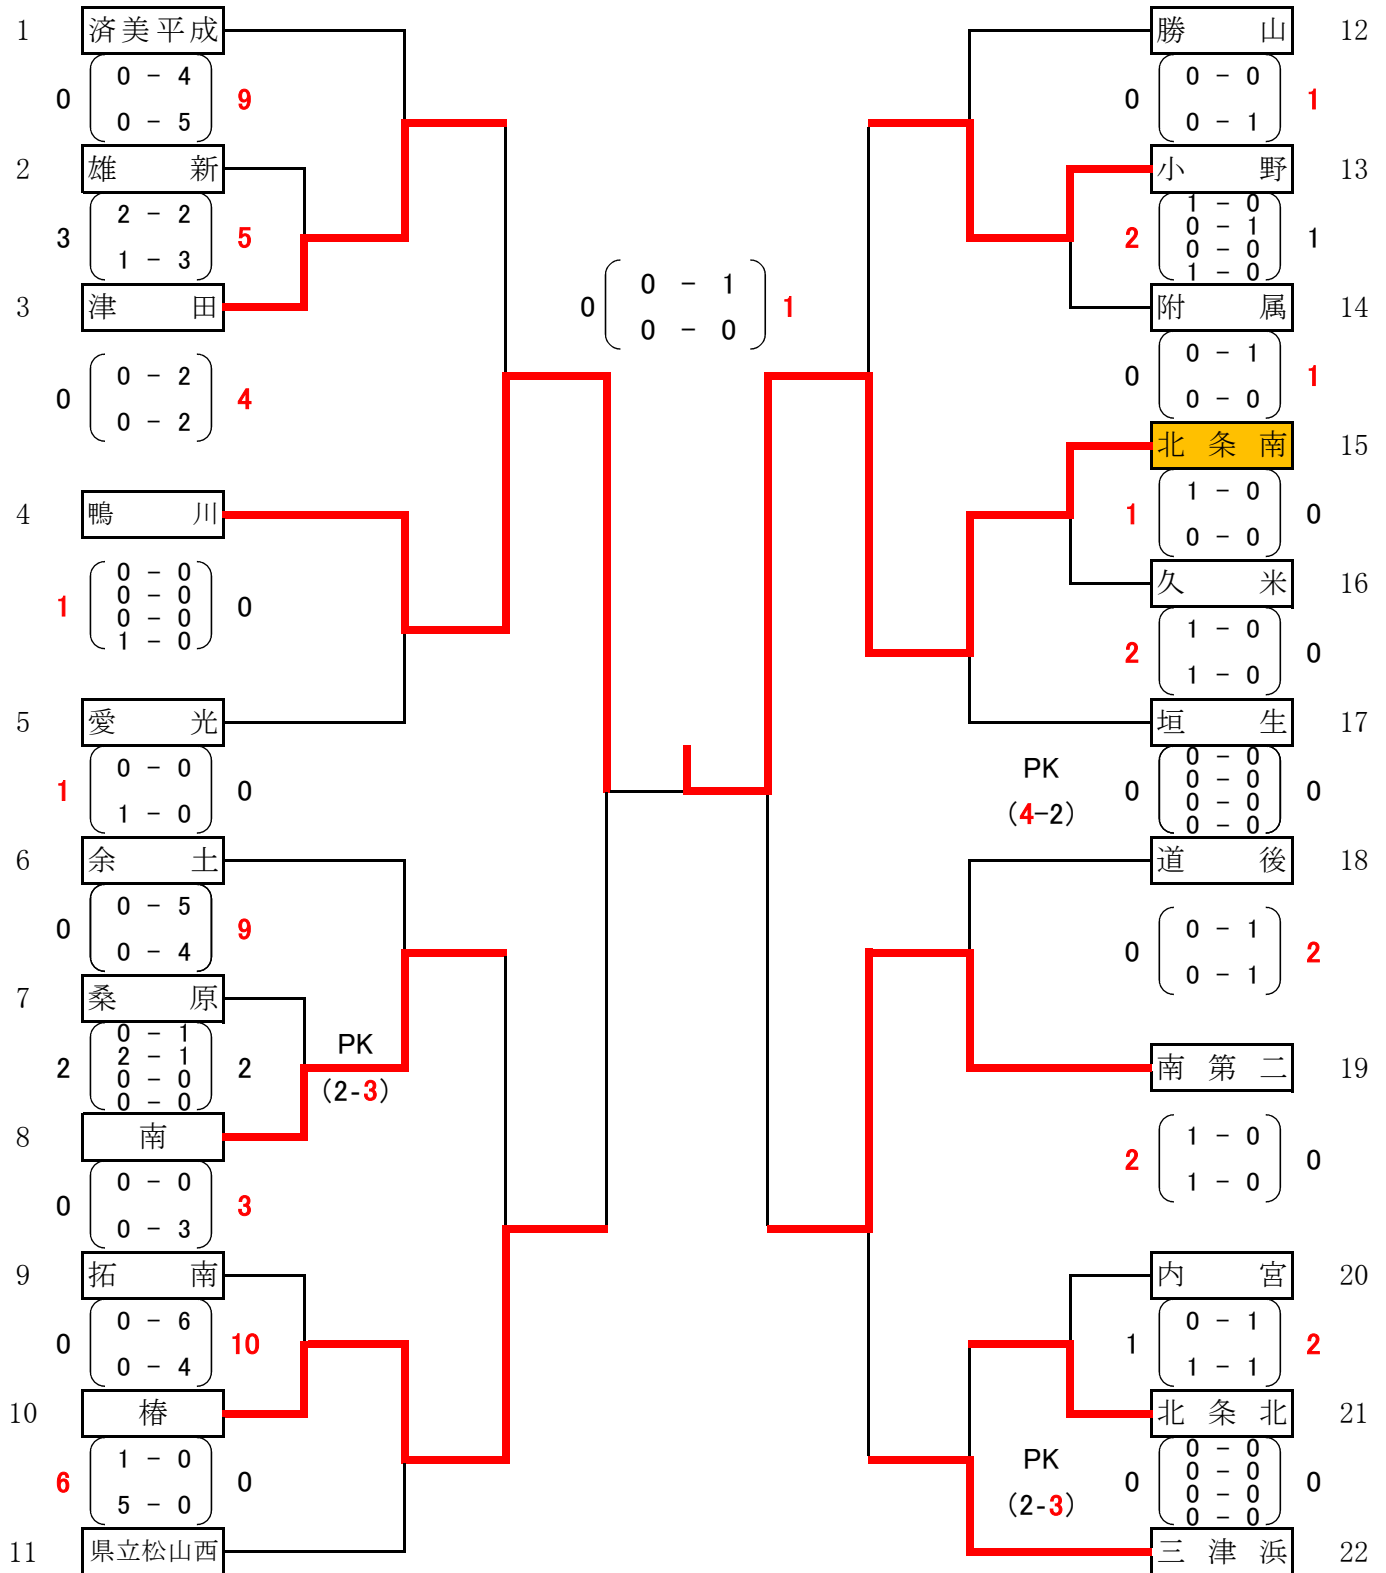 1 済美平成
0 - 4
0 9
0 - 5
2 雄新
2 - 2
3 5
1 - 3
3 津田
0 - 2
0 4
0 - 2
4 鴨川
0 - 0
0 - 0
1 0
0 - 0
1 - 0
5 愛光
0 - 0
1 0
1 - 0
6 余土
0 - 5
0 9
0 - 4
7 桑原
0 - 1
2 - 1
2 2
0 - 0
0 - 0
PK
(2-3)
8 南
0 - 0
0 3
0 - 3
9 拓南
0 - 6
0 10
0 - 4
10 椿
1 - 0
6 0
5 - 0
11 県立松山西
0 - 1
0 1
0 - 0
勝山 12
0 - 0
0 1
0 - 1
小野 13
1 - 0
0 - 1
2 1
0 - 0
1 - 0
附属 14
0 - 1
0 1
0 - 0
北条南 15
1 - 0
1 0
0 - 0
久米 16
1 - 0
2 0
1 - 0
垣生 17
PK
(4-2)
0 - 0
0 - 0
0 0
0 - 0
0 - 0
道後 18
0 - 1
0 2
0 - 1
南第二 19
1 - 0
2 0
1 - 0
内宮 20
0 - 1
1 2
1 - 1
北条北 21
PK
(2-3)
0 - 0
0 - 0
0 0
0 - 0
0 - 0
三津浜 22